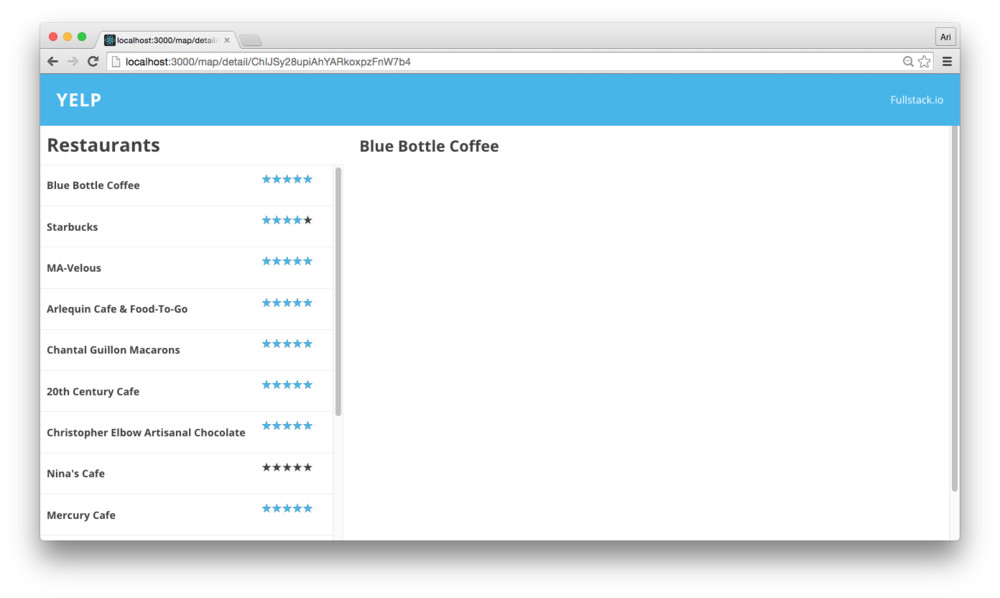 localhost:3000/map/detail/
Ari
localhost:3000/map/detail/ChIJSy28upiAhYARkoxpzFnW7b4
YELP
Fullstack.io
Restaurants
Blue Bottle Coffee
Blue Bottle Coffee
Starbucks
MA-Velous
Arlequin Cafe & Food-To-Go
Chantal Guillon Macarons
20th Century Cafe
Christopher Elbow Artisanal Chocolate
Nina's Cafe
Mercury Cafe